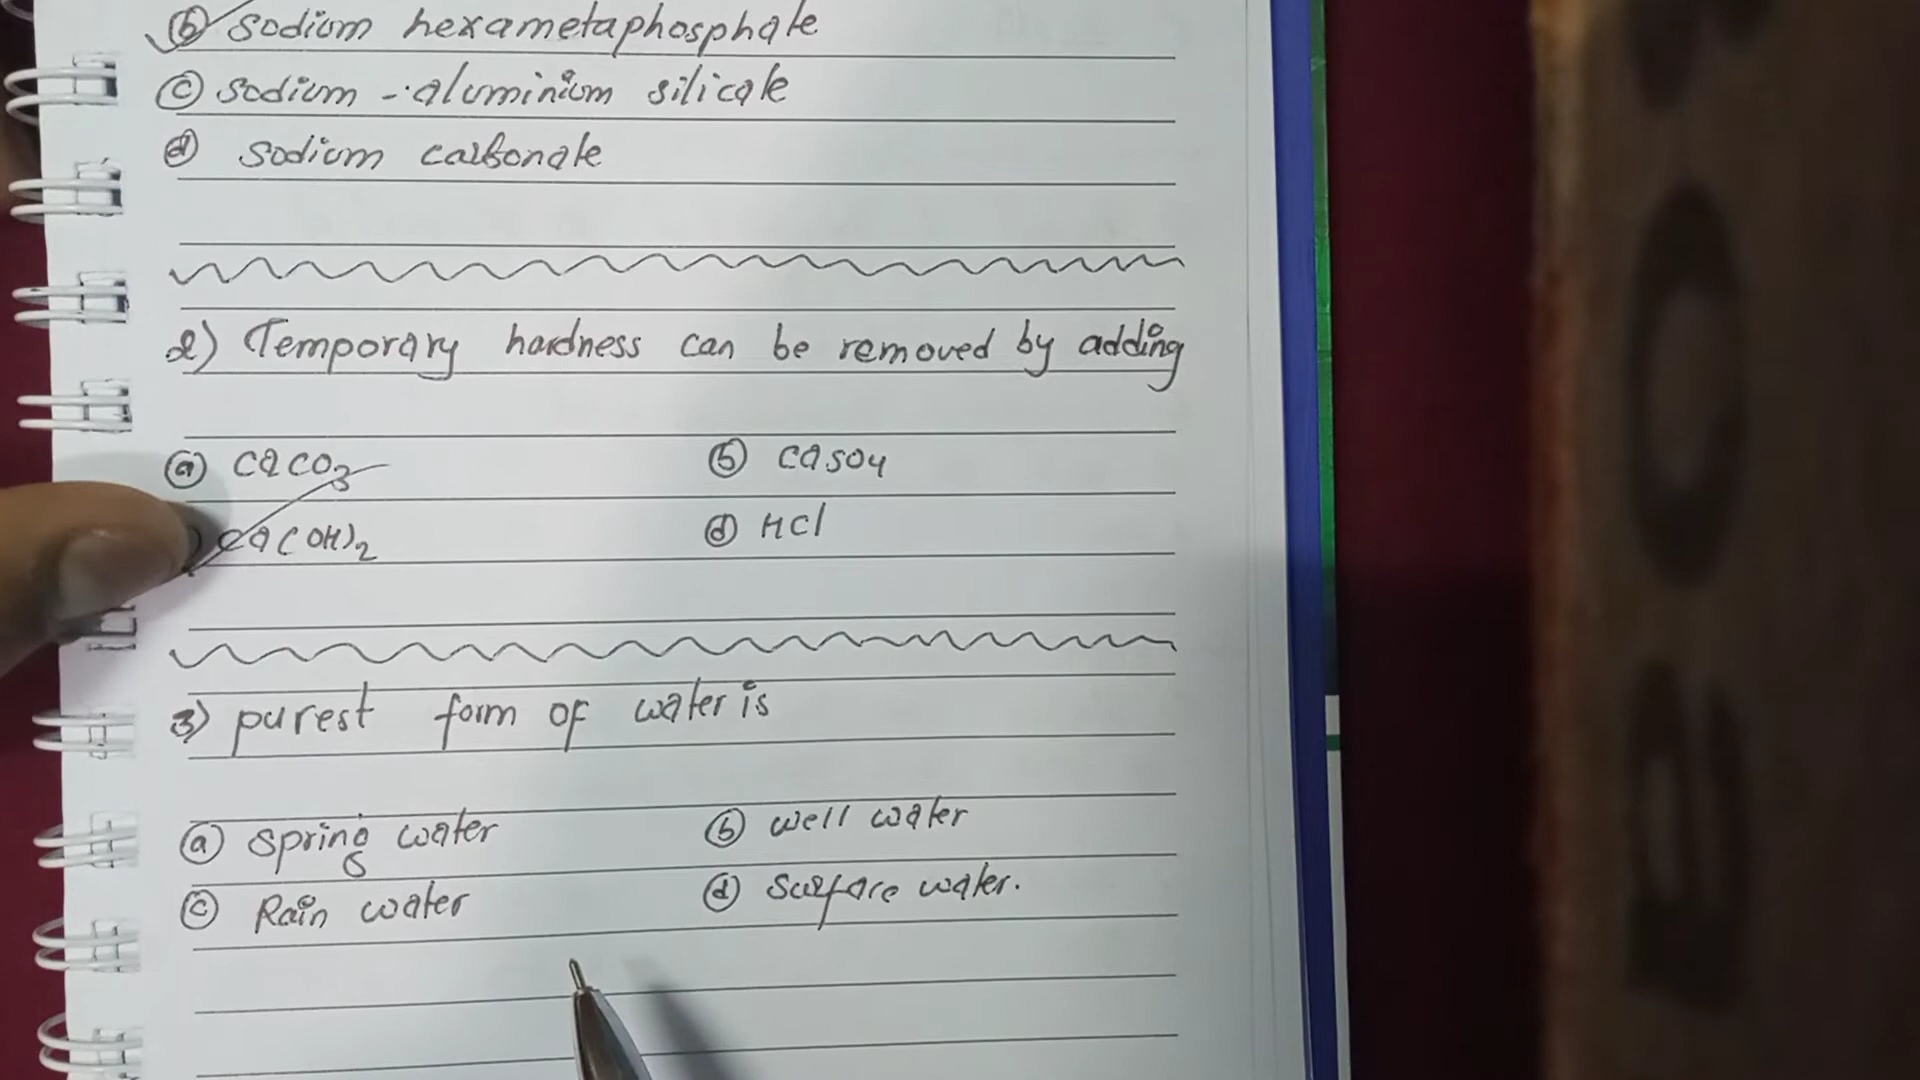 (b) sodium hexametaphosphate
(c) sodium - aluminium silicate
(d) sodium carbonate
2) Temporary hardness can be removed by adding
(a) CaCO3 (b) CaSO4
) Ca(OH)2 (d) HCl
3) purest form of water is
(a) spring water (b) well water
(c) Rain water (d) surface water.